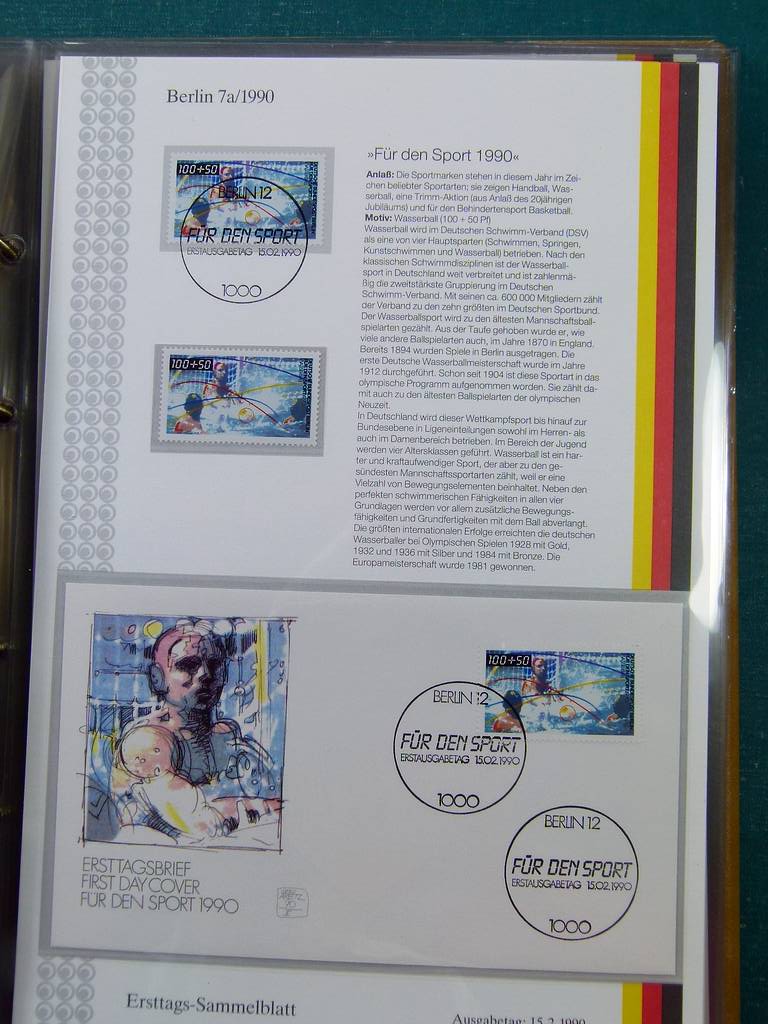 Berlin 7a/1990
100+50
BERLIN 12
FÜR DEN SPORT
ERSTAUSGABETAG 15.02.1990
1000
100+50
»Für den Sport 1990«
Anlaß: Die Sportmarken stehen in diesem Jahr im Zei-
chen beliebter Sportarten; sie zeigen Handball, Was-
serball, eine Trimm-Aktion (aus Anlaß des 20jährigen
Jubiläums) und für den Behindertensport Basketball.
Motiv: Wasserball (100 + 50 Pf)
Wasserball wird im Deutschen Schwimm-Verband (DSV)
als eine von vier Hauptsparten (Schwimmen, Springen,
Kunstschwimmen und Wasserball) betrieben. Nach den
klassischen Schwimmdisziplinen ist der Wasserball-
sport in Deutschland weit verbreitet und ist zahlenmä-
ßig die zweitstärkste Gruppierung im Deutschen
Schwimm-Verband. Mit seinen ca. 600 000 Mitgliedern zählt
der Verband zu den zehn größten im Deutschen Sportbund.
Der Wasserballsport wird zu den ältesten Mannschaftsball-
spielarten gezählt. Aus der Taufe gehoben wurde er, wie
viele andere Ballspielarten auch, im Jahre 1870 in England.
Bereits 1894 wurden Spiele in Berlin ausgetragen. Die
erste Deutsche Wasserballmeisterschaft wurde im Jahre
1912 durchgeführt. Schon seit 1904 ist diese Sportart in das
olympische Programm aufgenommen worden. Sie zählt da-
mit auch zu den ältesten Ballspielarten der olympischen
Neuzeit.
In Deutschland wird dieser Wettkampfsport bis hinauf zur
Bundesebene in Ligeneinteilungen sowohl im Herren- als
auch im Damenbereich betrieben. Im Bereich der Jugend
werden vier Altersklassen geführt. Wasserball ist ein har-
ter und kraftaufwendiger Sport, der aber zu den ge-
sündesten Mannschaftssportarten zählt, weil er eine
Vielzahl von Bewegungselementen beinhaltet. Neben den
perfekten schwimmerischen Fähigkeiten in allen vier
Grundlagen werden vor allem zusätzliche Bewegungs-
fähigkeiten und Grundfertigkeiten mit dem Ball abverlangt.
Die größten internationalen Erfolge erreichten die deutschen
Wasserballer bei Olympischen Spielen 1928 mit Gold,
1932 und 1936 mit Silber und 1984 mit Bronze. Die
Europameisterschaft wurde 1981 gewonnen.
100+50
BERLIN 12
FÜR DEN SPORT
ERSTAUSGABETAG 15.02.1990
1000
BERLIN 12
FÜR DEN SPORT
ERSTAUSGABETAG 15.02.1990
1000
ERSTTAGSBRIEF
FIRST DAY COVER
FÜR DEN SPORT 1990
Ersttags-Sammelblatt
Ausgabetag: 15.2.1990